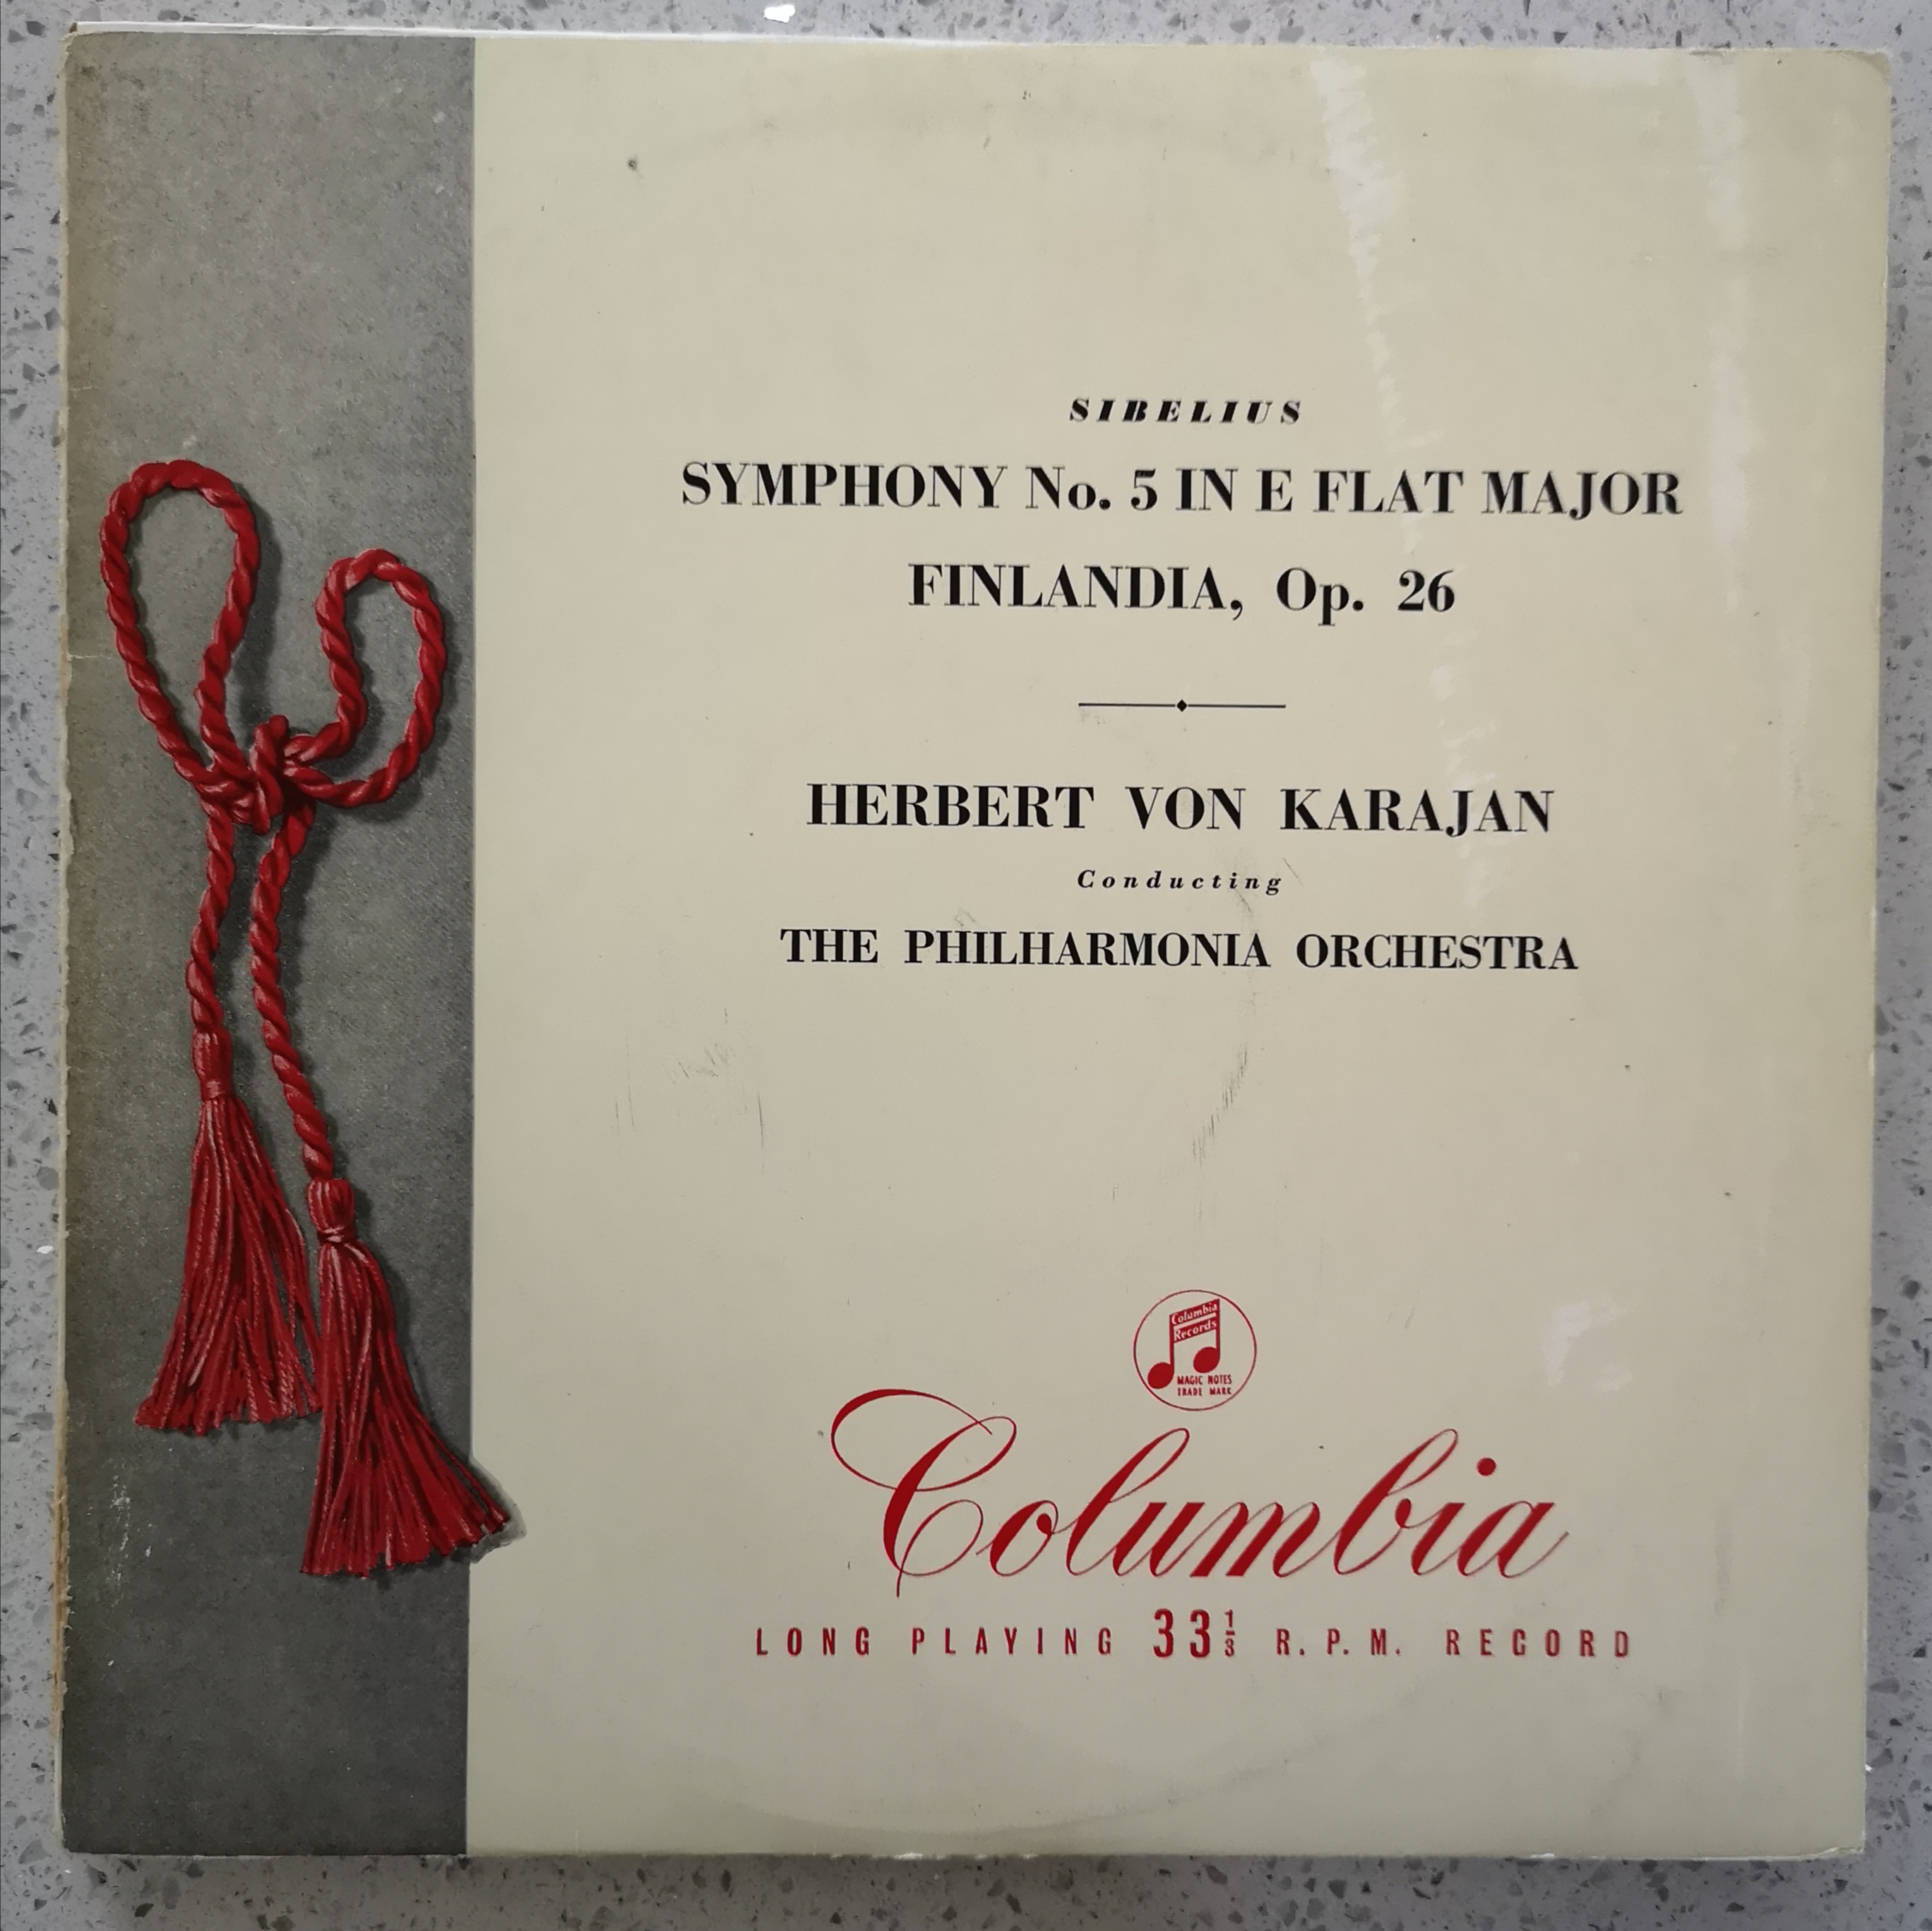 SIBELIUS
SYMPHONY No. 5 IN E FLAT MAJOR
FINLANDIA, Op. 26
HERBERT VON KARAJAN
Conducting
THE PHILHARMONIA ORCHESTRA
Columbia
Records
MAGIC NOTES
TRADE MARK
Columbia
LONG PLAYING 33⅓ R.P.M. RECORD